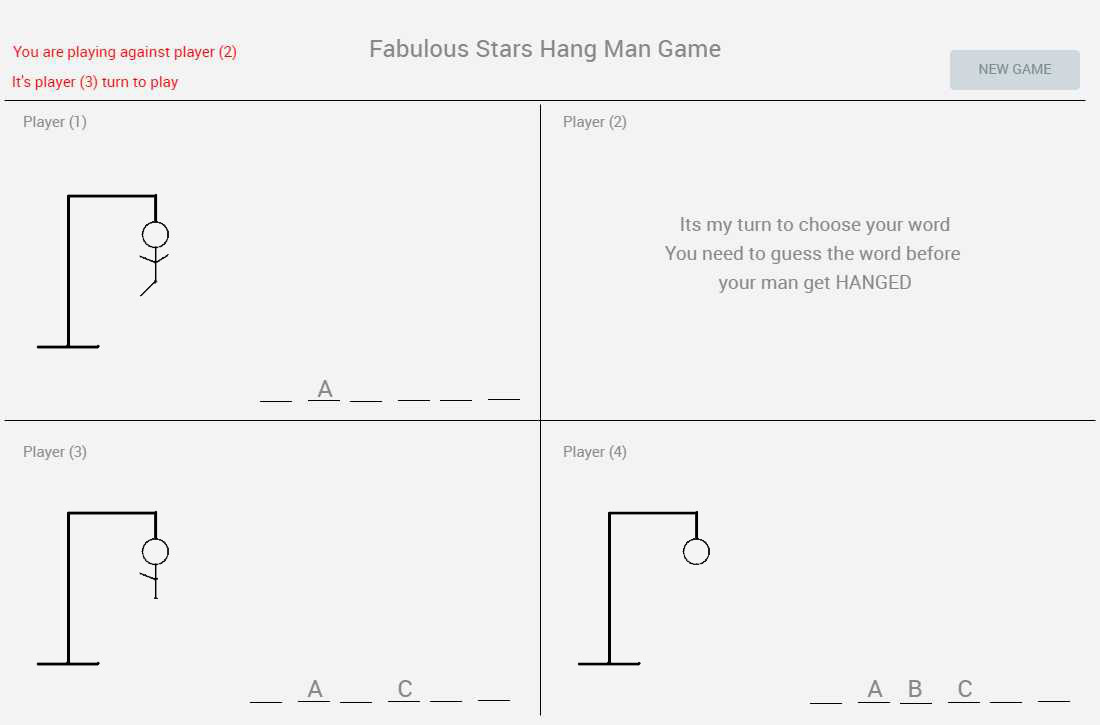 Fabulous Stars Hang Man Game
You are playing against player (2)
It's player (3) turn to play
NEW GAME
Player (1)
A
Player (2)
Its my turn to choose your word
You need to guess the word before
your man get HANGED
Player (3)
A C
Player (4)
A B C